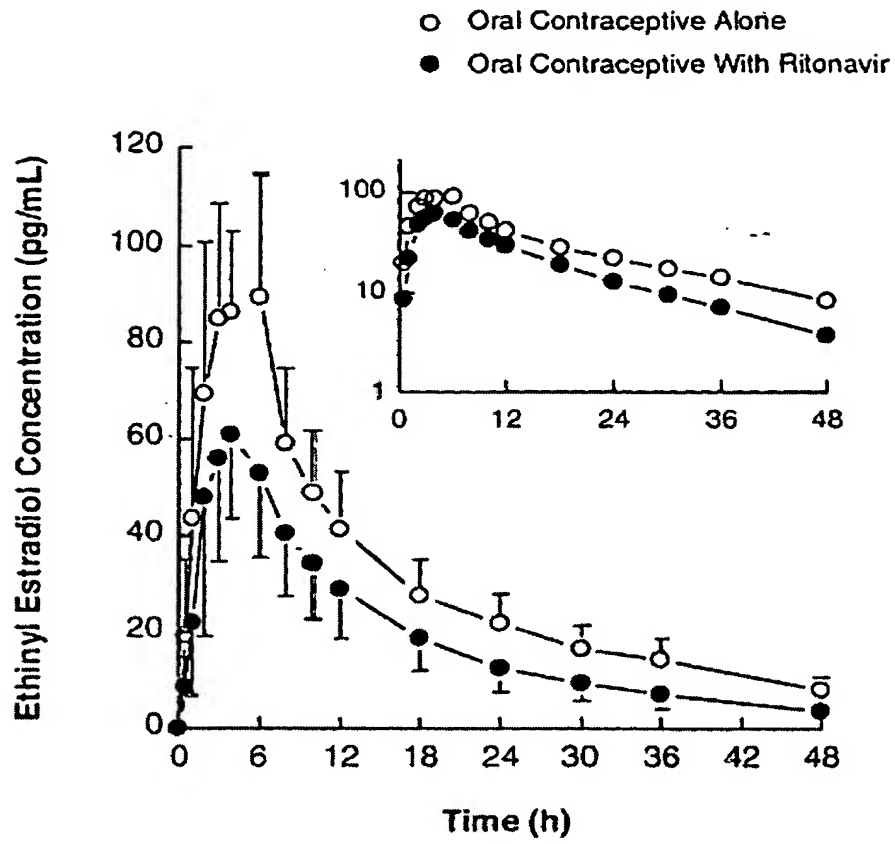 Oral Contraceptive Alone
Oral Contraceptive With Ritonavir
Ethinyl Estradiol Concentration (pg/mL)
120
100
80
60
40
20
0
100
10
1
0 12 24 36 48
0 6 12 18 24 30 36 42 48
Time (h)